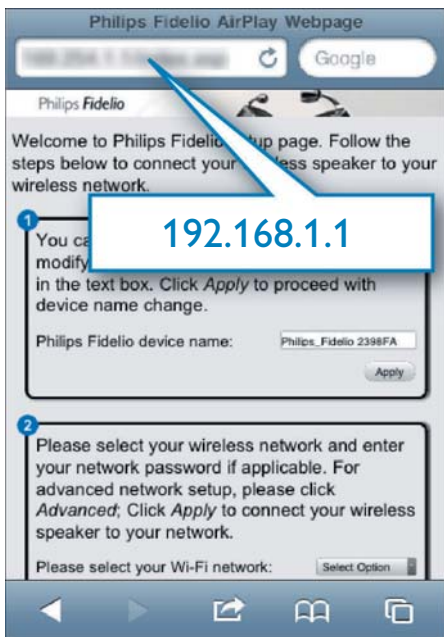 Philips Fidelio AirPlay Webpage
Google
Philips Fidelio
Welcome to Philips Fidelio
up page. Follow the
steps below to connect your
ess speaker to your
wireless network.
192.168.1.1
1
You
modify
in the text box. Click Apply to proceed with
device name change.
Philips Fidelio device name: Philips_Fidelio 2398FA
Apply
2
Please select your wireless network and enter
your network password if applicable. For
advanced network setup, please click
Advanced; Click Apply to connect your wireless
speaker to your network.
Please select your Wi-Fi network: Select Option